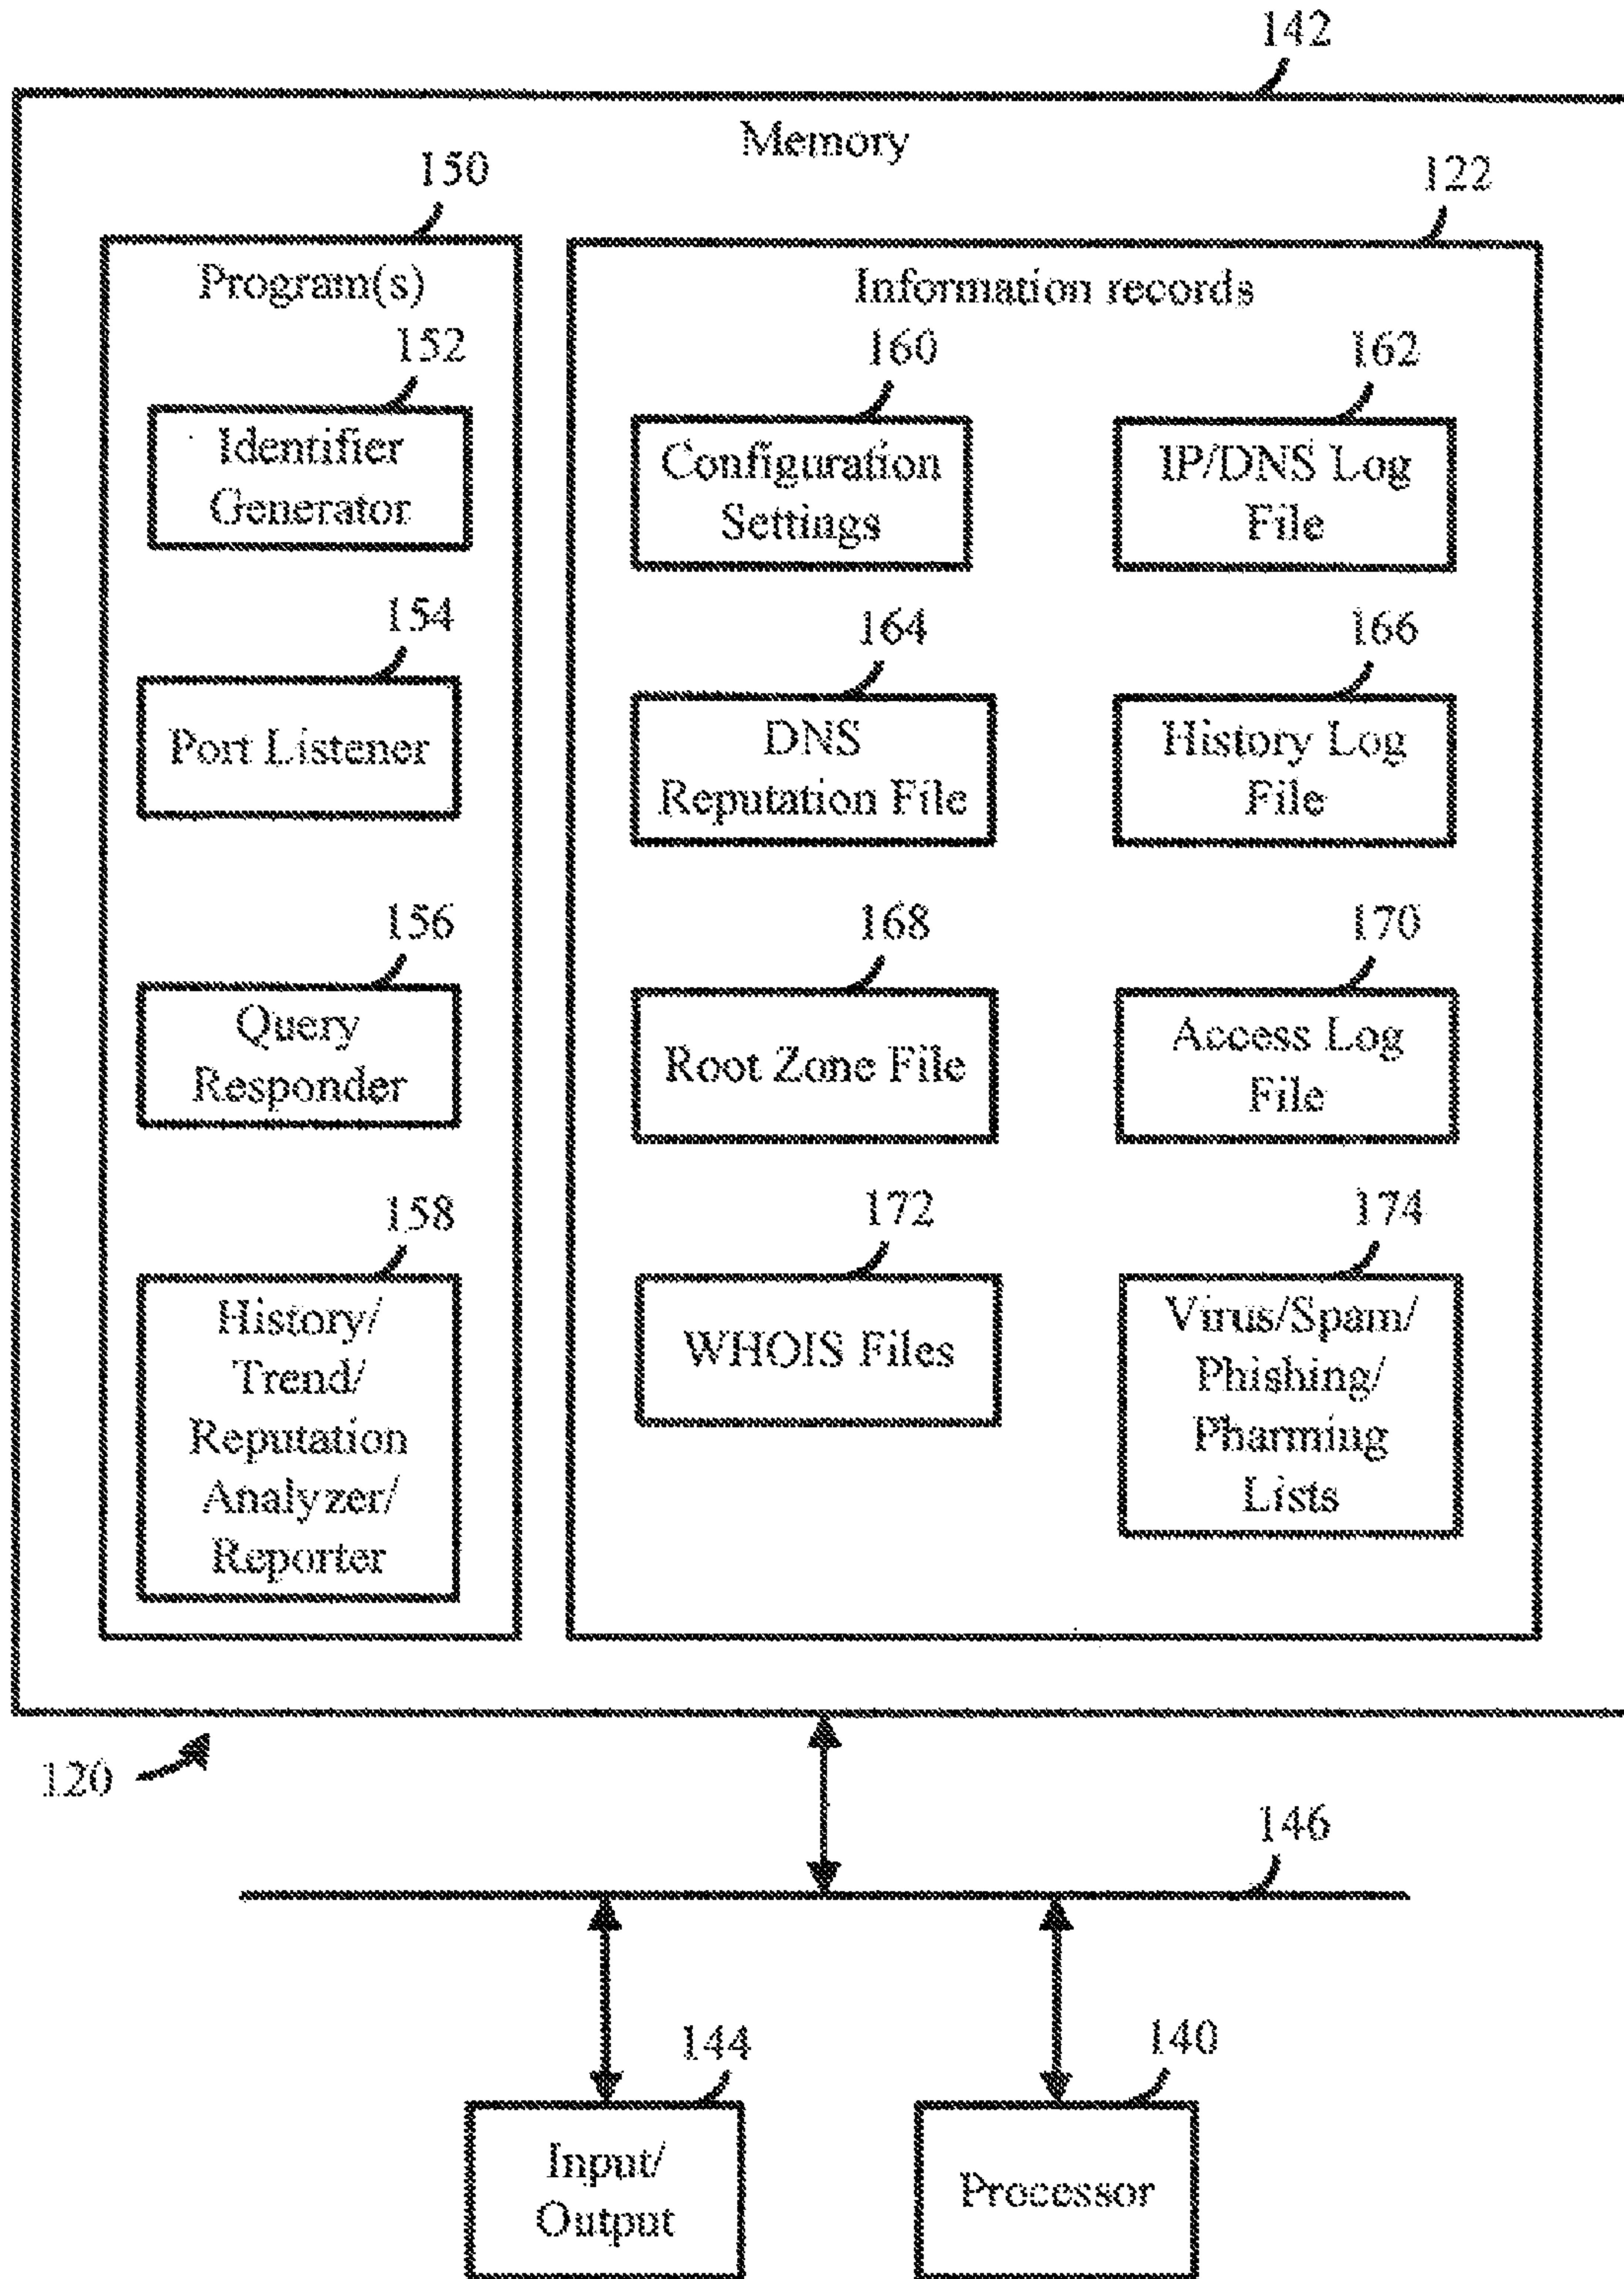 142
Memory
150
122
Program(s)
Information records
152
160
162
Identifier
Generator
Configuration
Settings
IP/DNS Log
File
154
164
166
Port Listener
DNS
Reputation File
History Log
File
156
168
170
Query
Responder
Root Zone File
Access Log
File
158
172
174
History/
Trend/
Reputation
Analyzer/
Reporter
WHOIS Files
Virus/Spam/
Phishing/
Pharming
Lists
120
146
144
140
Input/
Output
Processor